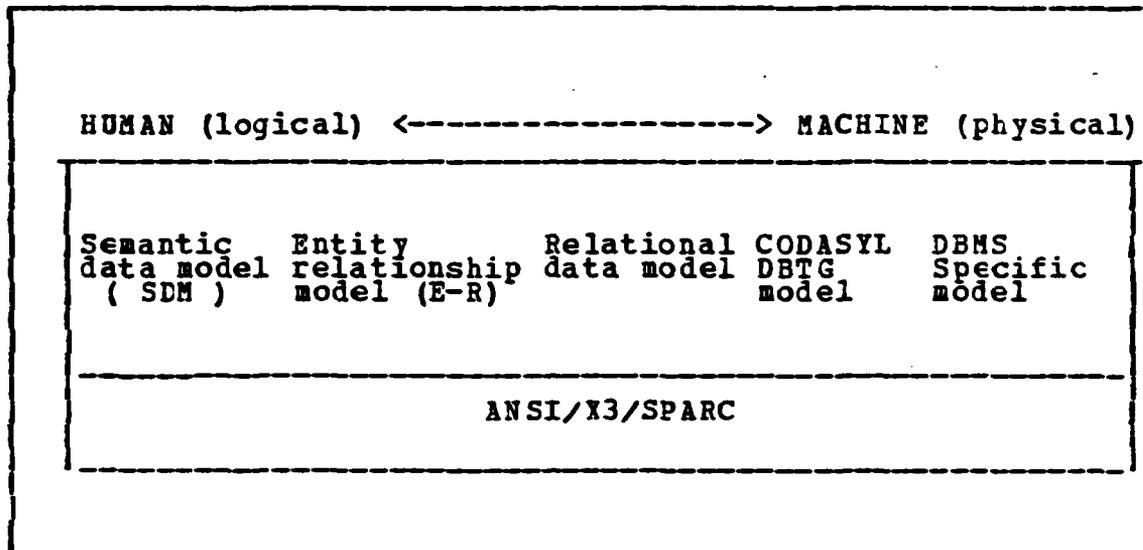 HUMAN (logical) <------------------> MACHINE (physical)
Semantic Entity Relational CODASYL DBMS
data model relationship data model DBTG Specific
( SDM ) model (E-R) model model
ANSI/X3/SPARC